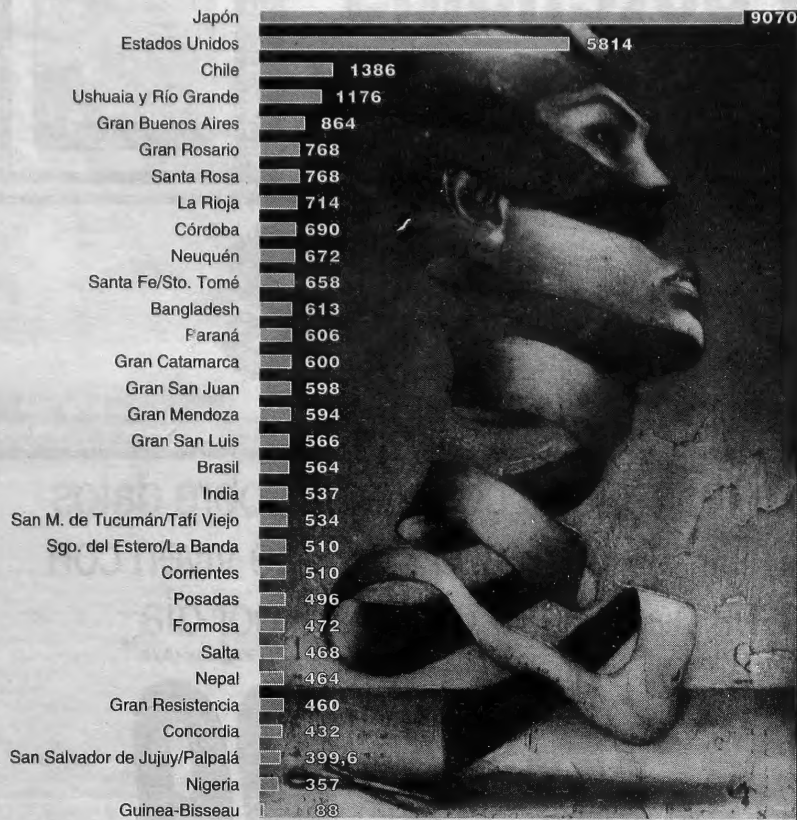 Japón 9070
Estados Unidos 5814
Chile 1386
Ushuaia y Río Grande 1176
Gran Buenos Aires 864
Gran Rosario 768
Santa Rosa 768
La Rioja 714
Córdoba 690
Neuquén 672
Santa Fe/Sto. Tomé 658
Bangladesh 613
Paraná 606
Gran Catamarca 600
Gran San Juan 598
Gran Mendoza 594
Gran San Luis 566
Brasil 564
India 537
San M. de Tucumán/Tafí Viejo 534
Sgo. del Estero/La Banda 510
Corrientes 510
Posadas 496
Formosa 472
Salta 468
Nepal 464
Gran Resistencia 460
Concordia 432
San Salvador de Jujuy/Palpalá 399,6
Nigeria 357
Guinea-Bisseau 88